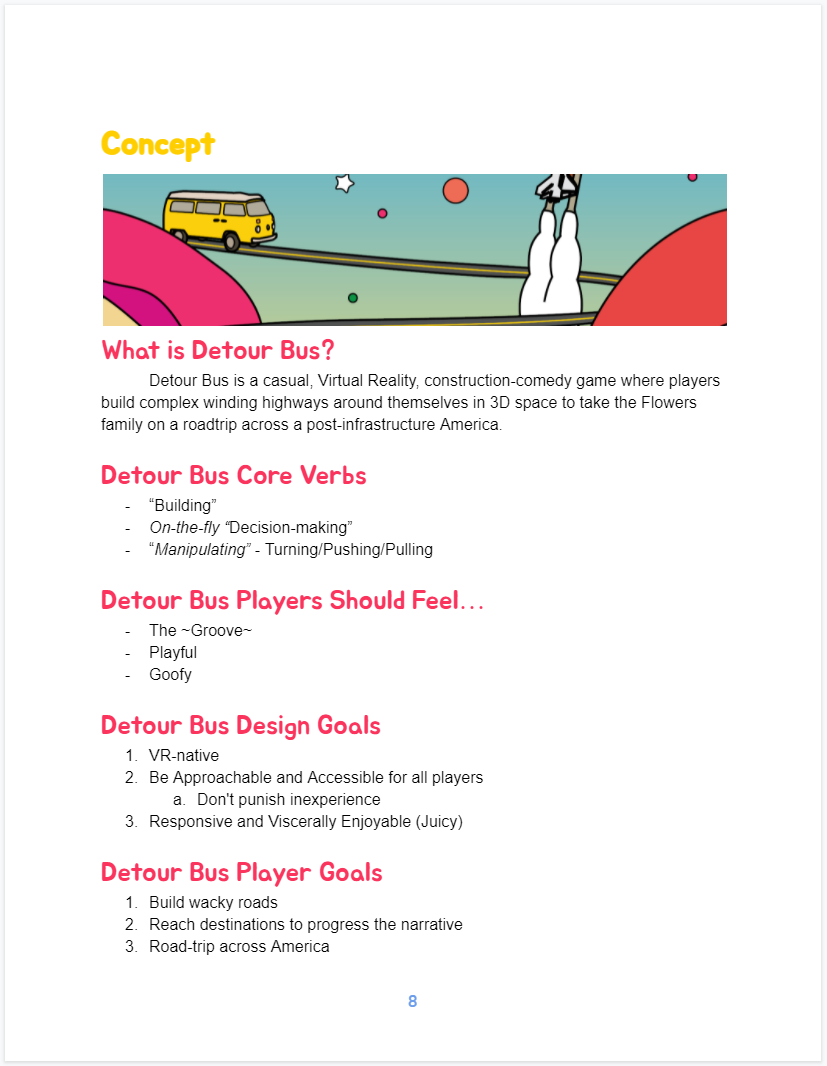 Concept
What is Detour Bus?
Detour Bus is a casual, Virtual Reality, construction-comedy game where players
build complex winding highways around themselves in 3D space to take the Flowers
family on a roadtrip across a post-infrastructure America.
Detour Bus Core Verbs
- “Building”
- On-the-fly “Decision-making”
- “Manipulating” - Turning/Pushing/Pulling
Detour Bus Players Should Feel...
- The ~Groove~
- Playful
- Goofy
Detour Bus Design Goals
1. VR-native
2. Be Approachable and Accessible for all players
a. Don't punish inexperience
3. Responsive and Viscerally Enjoyable (Juicy)
Detour Bus Player Goals
1. Build wacky roads
2. Reach destinations to progress the narrative
3. Road-trip across America
8